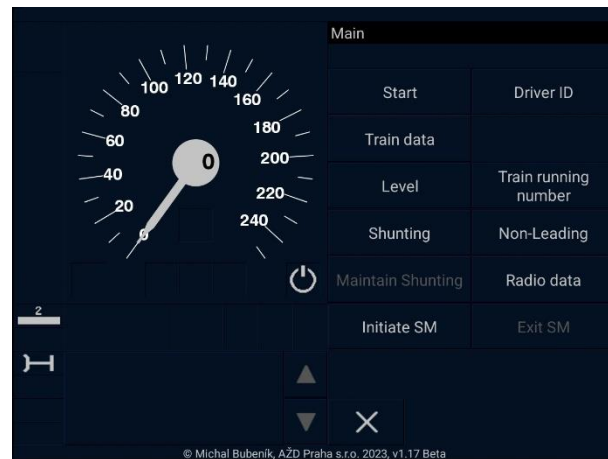 Main
120
100
140
80
160
60
180
40
0
200
20
220
0
240
Start
Driver ID
Train data
Level
Train running
number
Shunting
Non-Leading
Maintain Shunting
Radio data
Initiate SM
Exit SM
2
© Michal Bubeník, AŽD Praha s.r.o. 2023, v1.17 Beta